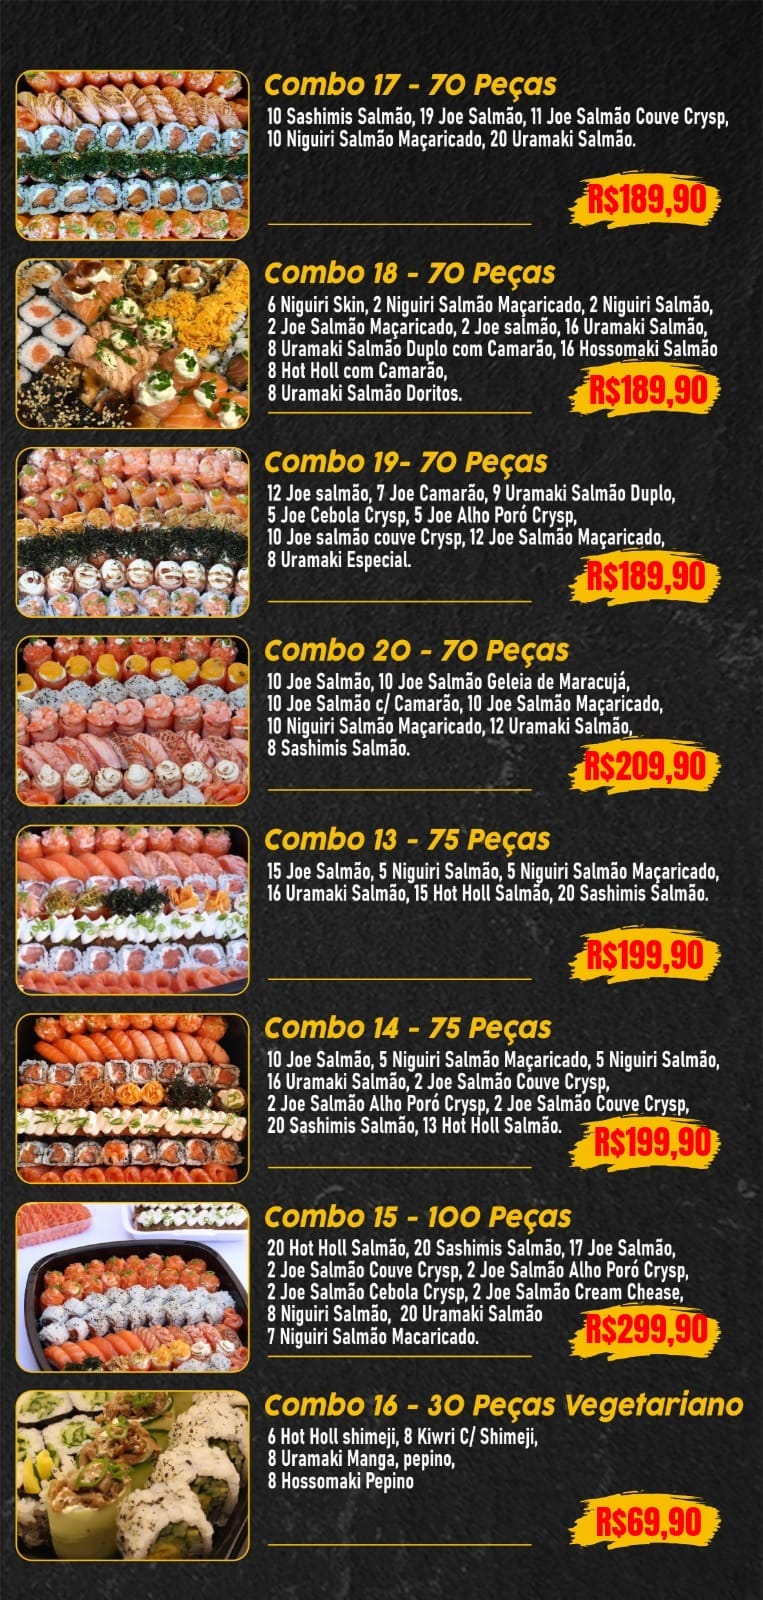 Combo 17 - 70 Peças
10 Sashimis Salmão, 19 Joe Salmão, 11 Joe Salmão Couve Crysp,
10 Niguiri Salmão Maçaricado, 20 Uramaki Salmão.
R$189,90
Combo 18 - 70 Peças
6 Niguiri Skin, 2 Niguiri Salmão Maçaricado, 2 Niguiri Salmão,
2 Joe Salmão Maçaricado, 2 Joe salmão, 16 Uramaki Salmão,
8 Uramaki Salmão Duplo com Camarão, 16 Hossomaki Salmão
8 Hot Holl com Camarão,
8 Uramaki Salmão Doritos.
R$189,90
Combo 19- 70 Peças
12 Joe salmão, 7 Joe Camarão, 9 Uramaki Salmão Duplo,
5 Joe Cebola Crysp, 5 Joe Alho Poró Crysp,
10 Joe salmão couve Crysp, 12 Joe Salmão Maçaricado,
8 Uramaki Especial.
R$189,90
Combo 20 - 70 Peças
10 Joe Salmão, 10 Joe Salmão Geleia de Maracujá,
10 Joe Salmão c/ Camarão, 10 Joe Salmão Maçaricado,
10 Niguiri Salmão Maçaricado, 12 Uramaki Salmão,
8 Sashimis Salmão.
R$209,90
Combo 13 - 75 Peças
15 Joe Salmão, 5 Niguiri Salmão, 5 Niguiri Salmão Maçaricado,
16 Uramaki Salmão, 15 Hot Holl Salmão, 20 Sashimis Salmão.
R$199,90
Combo 14 - 75 Peças
10 Joe Salmão, 5 Niguiri Salmão Maçaricado, 5 Niguiri Salmão,
16 Uramaki Salmão, 2 Joe Salmão Couve Crysp,
2 Joe Salmão Alho Poró Crysp, 2 Joe Salmão Couve Crysp,
20 Sashimis Salmão, 13 Hot Holl Salmão.
R$199,90
Combo 15 - 100 Peças
20 Hot Holl Salmão, 20 Sashimis Salmão, 17 Joe Salmão,
2 Joe Salmão Couve Crysp, 2 Joe Salmão Alho Poró Crysp,
2 Joe Salmão Cebola Crysp, 2 Joe Salmão Cream Chease,
8 Niguiri Salmão, 20 Uramaki Salmão
7 Niguiri Salmão Macaricado.
R$299,90
Combo 16 - 30 Peças Vegetariano
6 Hot Holl shimeji, 8 Kiwri C/ Shimeji,
8 Uramaki Manga, pepino,
8 Hossomaki Pepino
R$69,90